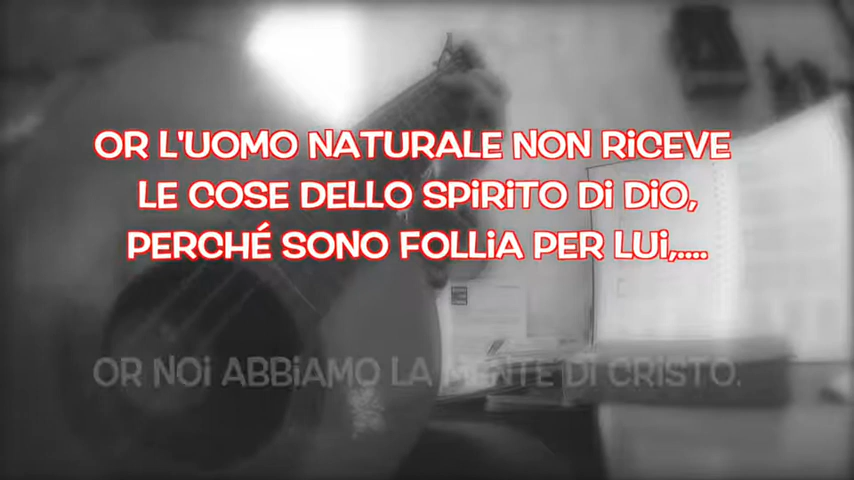 OR L'UOMO NATURALE NON RiCEVE
LE COSE DELLO SPiRiTO Di DiO,
PERCHÉ SONO FOLLiA PER LUi,....
OR NOi ABBiAMO LA MENTE Di CRiSTO.